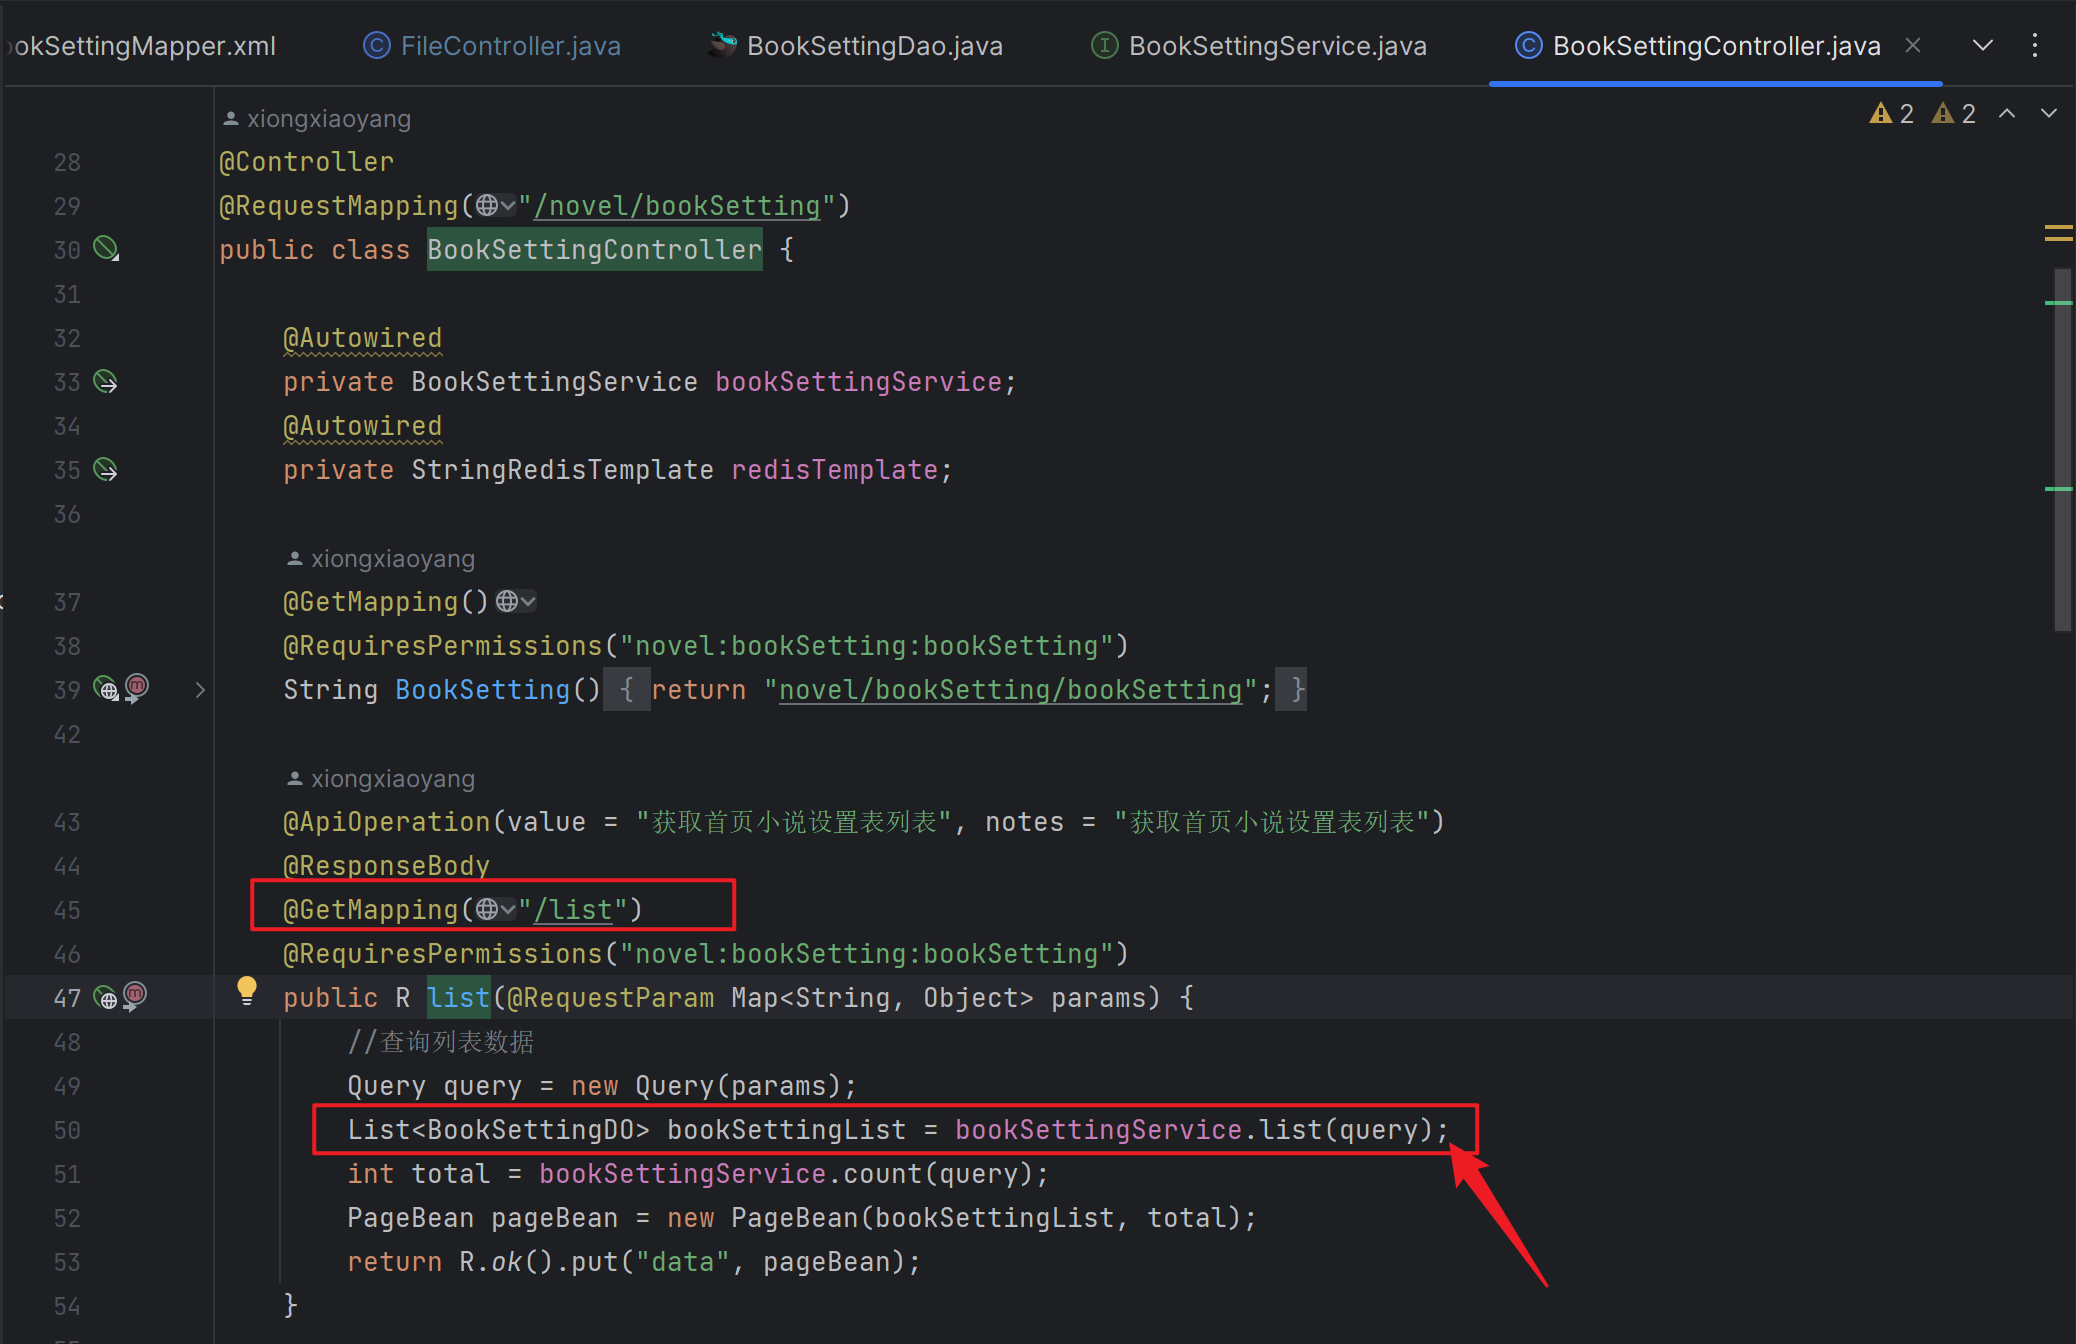 ookSettingMapper.xml FileController.java BookSettingDao.java BookSettingService.java BookSettingController.java
xiongxiaoyang 2 2
28 @Controller
29 @RequestMapping("/novel/bookSetting")
30 public class BookSettingController {
31
32 @Autowired
33 private BookSettingService bookSettingService;
34 @Autowired
35 private StringRedisTemplate redisTemplate;
36
xiongxiaoyang
37 @GetMapping()
38 @RequiresPermissions("novel:bookSetting:bookSetting")
39 String BookSetting() { return "novel/bookSetting/bookSetting"; }
42
xiongxiaoyang
43 @ApiOperation(value = "获取首页小说设置表列表", notes = "获取首页小说设置表列表")
44 @ResponseBody
45 @GetMapping("/list")
46 @RequiresPermissions("novel:bookSetting:bookSetting")
47 public R list(@RequestParam Map<String, Object> params) {
48 //查询列表数据
49 Query query = new Query(params);
50 List<BookSettingDO> bookSettingList = bookSettingService.list(query);
51 int total = bookSettingService.count(query);
52 PageBean pageBean = new PageBean(bookSettingList, total);
53 return R.ok().put("data", pageBean);
54 }